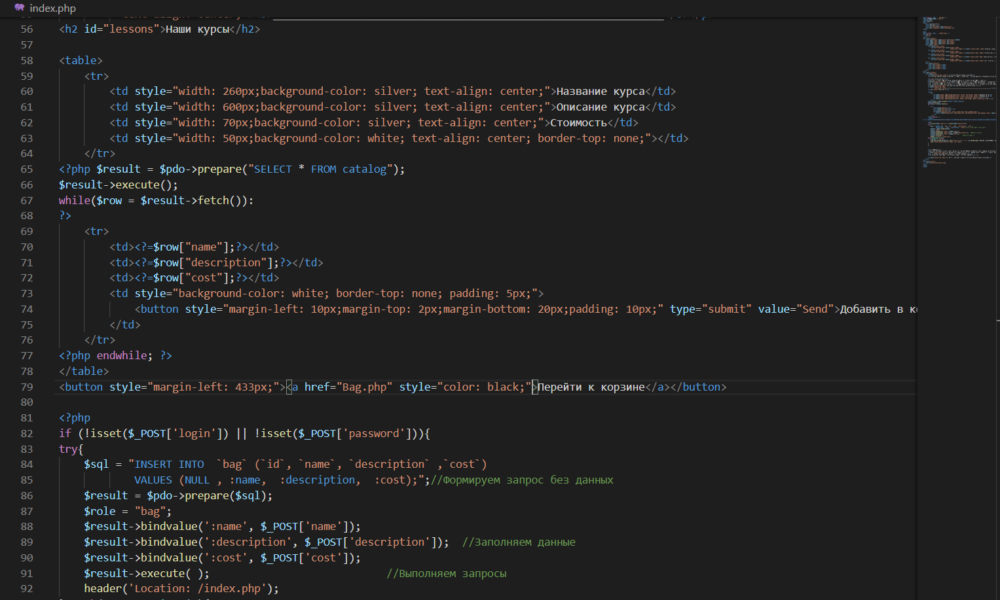 index.php
56 <h2 id="lessons">Наши курсы</h2>
57
58 <table>
59 <tr>
60 <td style="width: 260px;background-color: silver; text-align: center;">Название курса</td>
61 <td style="width: 600px;background-color: silver; text-align: center;">Описание курса</td>
62 <td style="width: 70px;background-color: silver; text-align: center;">Стоимость</td>
63 <td style="width: 50px;background-color: white; text-align: center; border-top: none;"></td>
64 </tr>
65 <?php $result = $pdo->prepare("SELECT * FROM catalog");
66 $result->execute();
67 while($row = $result->fetch()):
68 ?>
69 <tr>
70 <td><?=$row["name"];?></td>
71 <td><?=$row["description"];?></td>
72 <td><?=$row["cost"];?></td>
73 <td style="background-color: white; border-top: none; padding: 5px;">
74 <button style="margin-left: 10px;margin-top: 2px;margin-bottom: 20px;padding: 10px;" type="submit" value="Send">Добавить в
75 </td>
76 </tr>
77 <?php endwhile; ?>
78 </table>
79 <button style="margin-left: 433px;"><a href="Bag.php" style="color: black;">Перейти к корзине</a></button>
80
81 <?php
82 if (!isset($_POST['login']) || !isset($_POST['password'])){
83 try{
84 $sql = "INSERT INTO  `bag` (`id`, `name`, `description` ,`cost`)
85 VALUES (NULL , :name,  :description,  :cost);";//Формируем запрос без данных
86 $result = $pdo->prepare($sql);
87 $role = "bag";
88 $result->bindvalue(':name', $_POST['name']);
89 $result->bindvalue(':description', $_POST['description']);  //Заполняем данные
90 $result->bindvalue(':cost', $_POST['cost']);
91 $result->execute( ); //Выполняем запросы
92 header('Location: /index.php');